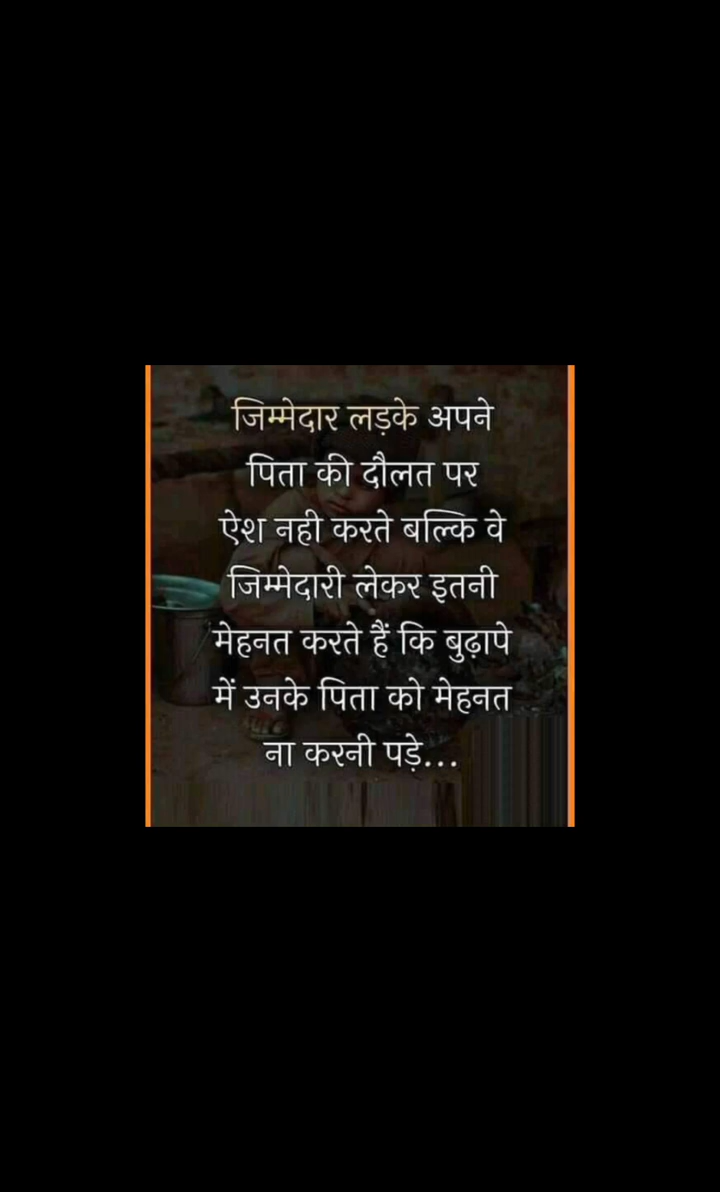 जिम्मेदार लड़के अपने
पिता की दौलत पर
ऐश नही करते बल्कि वे
जिम्मेदारी लेकर इतनी
मेहनत करते हैं कि बुढ़ापे
में उनके पिता को मेहनत
ना करनी पड़े...